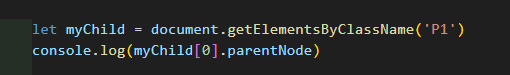 let myChild = document.getElementsByClassName('P1')
console.log(myChild[0].parentNode)